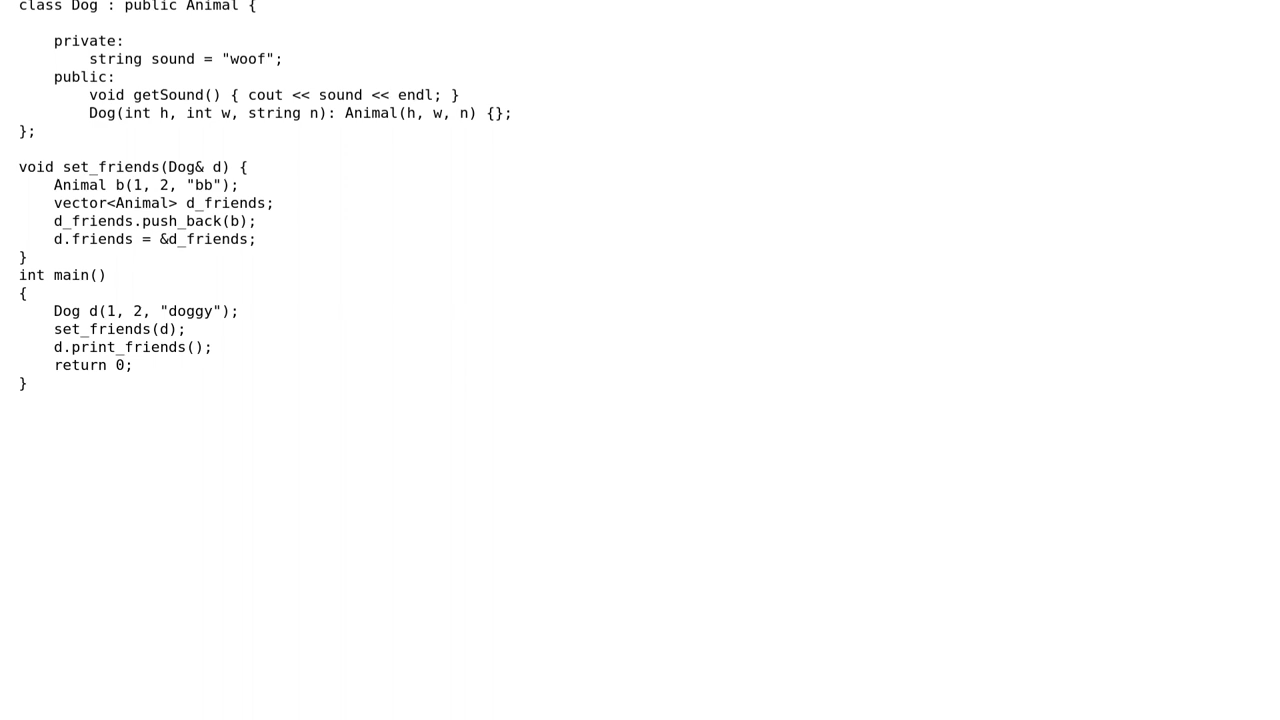 class Dog : public Animal {

    private:
        string sound = "woof";
    public:
        void getSound() { cout << sound << endl; }
        Dog(int h, int w, string n): Animal(h, w, n) {};
};

void set_friends(Dog& d) {
    Animal b(1, 2, "bb");
    vector<Animal> d_friends;
    d_friends.push_back(b);
    d.friends = &d_friends;
}
int main()
{
    Dog d(1, 2, "doggy");
    set_friends(d);
    d.print_friends();
    return 0;
}